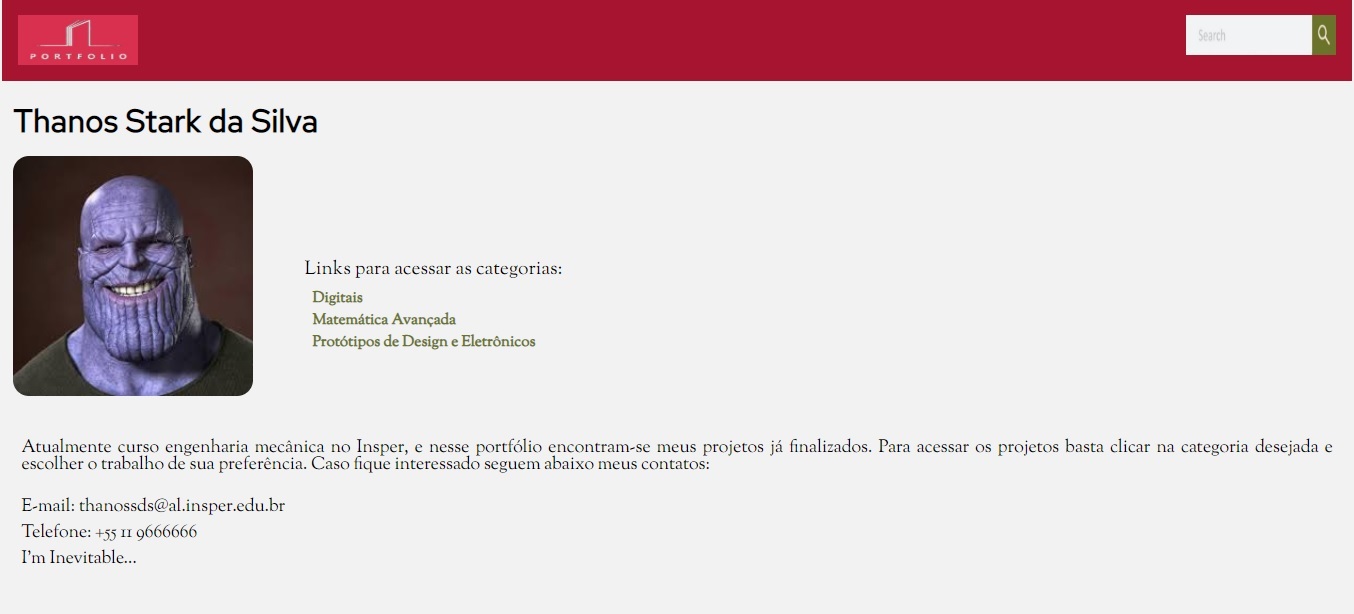 PORTFOLIO
Search
Thanos Stark da Silva
Links para acessar as categorias:
Digitais
Matemática Avançada
Protótipos de Design e Eletrônicos
Atualmente curso engenharia mecânica no Insper, e nesse portfólio encontram-se meus projetos já finalizados. Para acessar os projetos basta clicar na categoria desejada e
escolher o trabalho de sua preferência. Caso fique interessado seguem abaixo meus contatos:
E-mail: thanossds@al.insper.edu.br
Telefone: +55 11 9666666
I'm Inevitable...